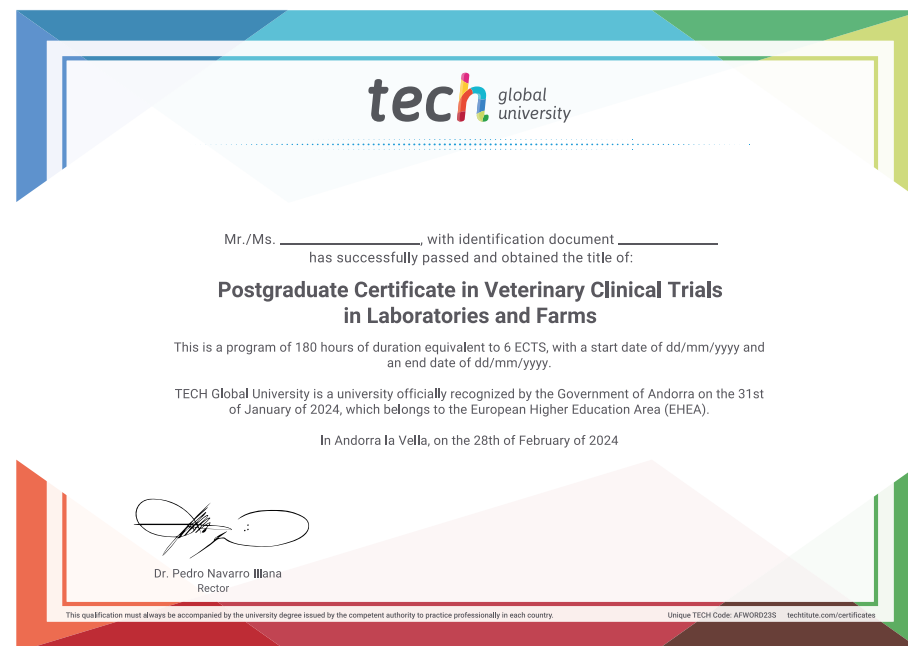 tech global
university
Mr./Ms. ____________, with identification document ____________
has successfully passed and obtained the title of:
Postgraduate Certificate in Veterinary Clinical Trials
in Laboratories and Farms
This is a program of 180 hours of duration equivalent to 6 ECTS, with a start date of dd/mm/yyyy and
an end date of dd/mm/yyyy.
TECH Global University is a university officially recognized by the Government of Andorra on the 31st
of January of 2024, which belongs to the European Higher Education Area (EHEA).
In Andorra la Vella, on the 28th of February of 2024
Dr. Pedro Navarro Illana
Rector
This qualification must always be accompanied by the university degree issued by the competent authority to practice professionally in each country.
Unique TECH Code: AFWORD23S techtitute.com/certificates